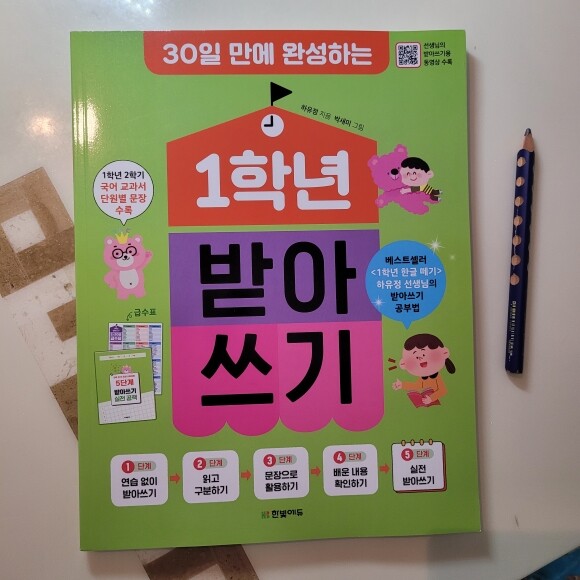 30일 만에 완성하는
선생님의
받아쓰기용
동영상 수록
하유정 지음 박새미 그림
1학년 2학기
국어 교과서
단원별 문장
수록
1학년
받아
쓰기
베스트셀러
<1학년 한글 떼기>
하유정 선생님의
받아쓰기
공부법
급수표
5단계
받아쓰기
실전 공책
1 단계
연습 없이
받아쓰기
2 단계
읽고
구분하기
3 단계
문장으로
활용하기
4 단계
배운 내용
확인하기
5 단계
실전
받아쓰기
한빛에듀